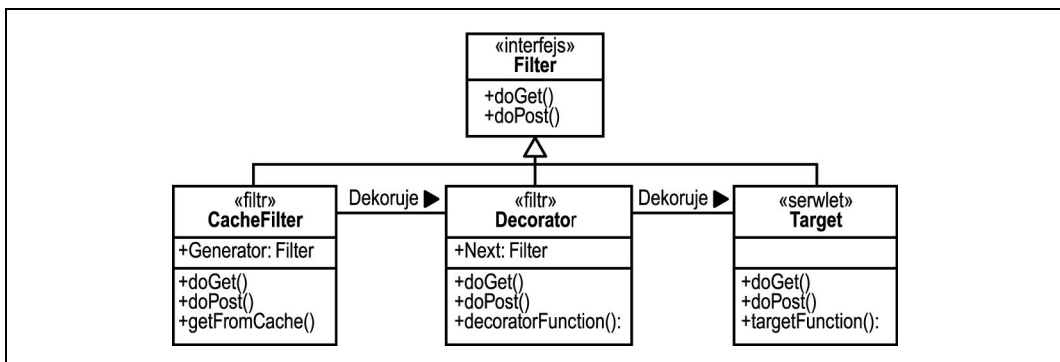 «interfejs»
Filter
+doGet()
+doPost()
«filtr»
CacheFilter
+Generator: Filter
+doGet()
+doPost()
+getFromCache()
Dekoruje ▶
«filtr»
Decorator
+Next: Filter
+doGet()
+doPost()
+decoratorFunction():
Dekoruje ▶
«serwlet»
Target
+doGet()
+doPost()
+targetFunction():